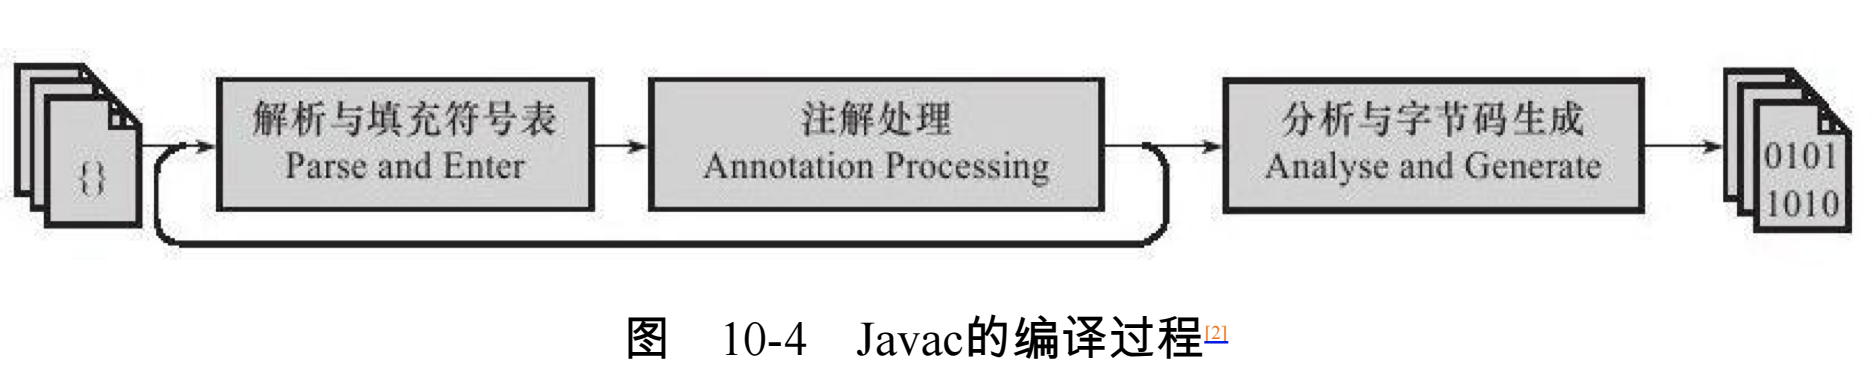 {}
解析与填充符号表
Parse and Enter
注解处理
Annotation Processing
分析与字节码生成
Analyse and Generate
0101
1010
图 10-4 Javac的编译过程[2]